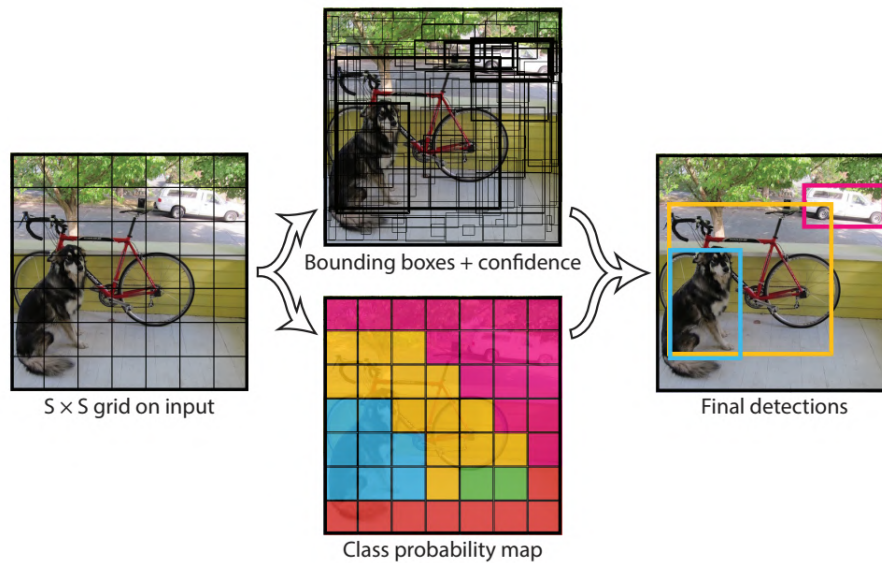 S × S grid on input
Bounding boxes + confidence
Class probability map
Final detections